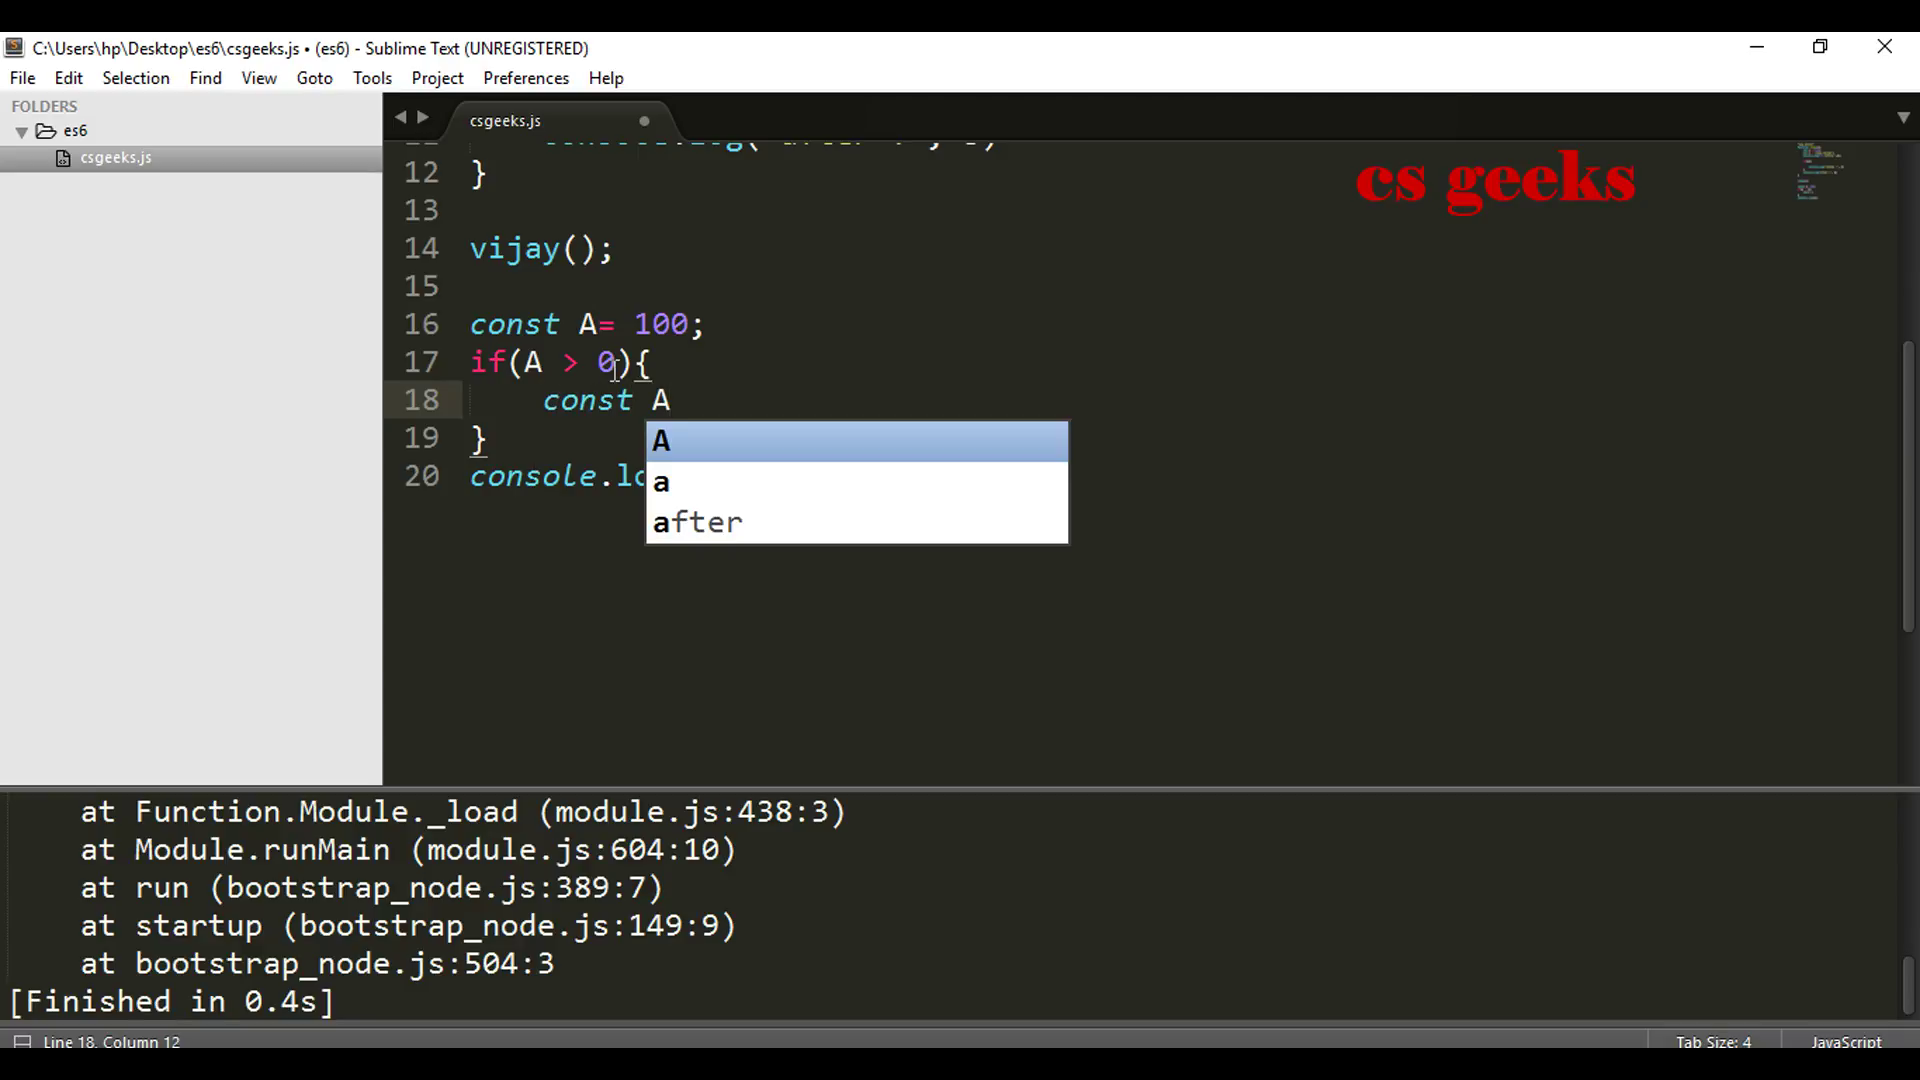 C:\Users\hp\Desktop\es6\csgeeks.js • (es6) - Sublime Text (UNREGISTERED)
File Edit Selection Find View Goto Tools Project Preferences Help
FOLDERS
es6
csgeeks.js
csgeeks.js
12 }
cs geeks
13
14 vijay();
15
16 const A= 100;
17 if(A > 0){
18 const A
19 }
20 console.lo
A
a
after
at Function.Module._load (module.js:438:3)
at Module.runMain (module.js:604:10)
at run (bootstrap_node.js:389:7)
at startup (bootstrap_node.js:149:9)
at bootstrap_node.js:504:3
[Finished in 0.4s]
Line 18, Column 12
Tab Size: 4
JavaScript